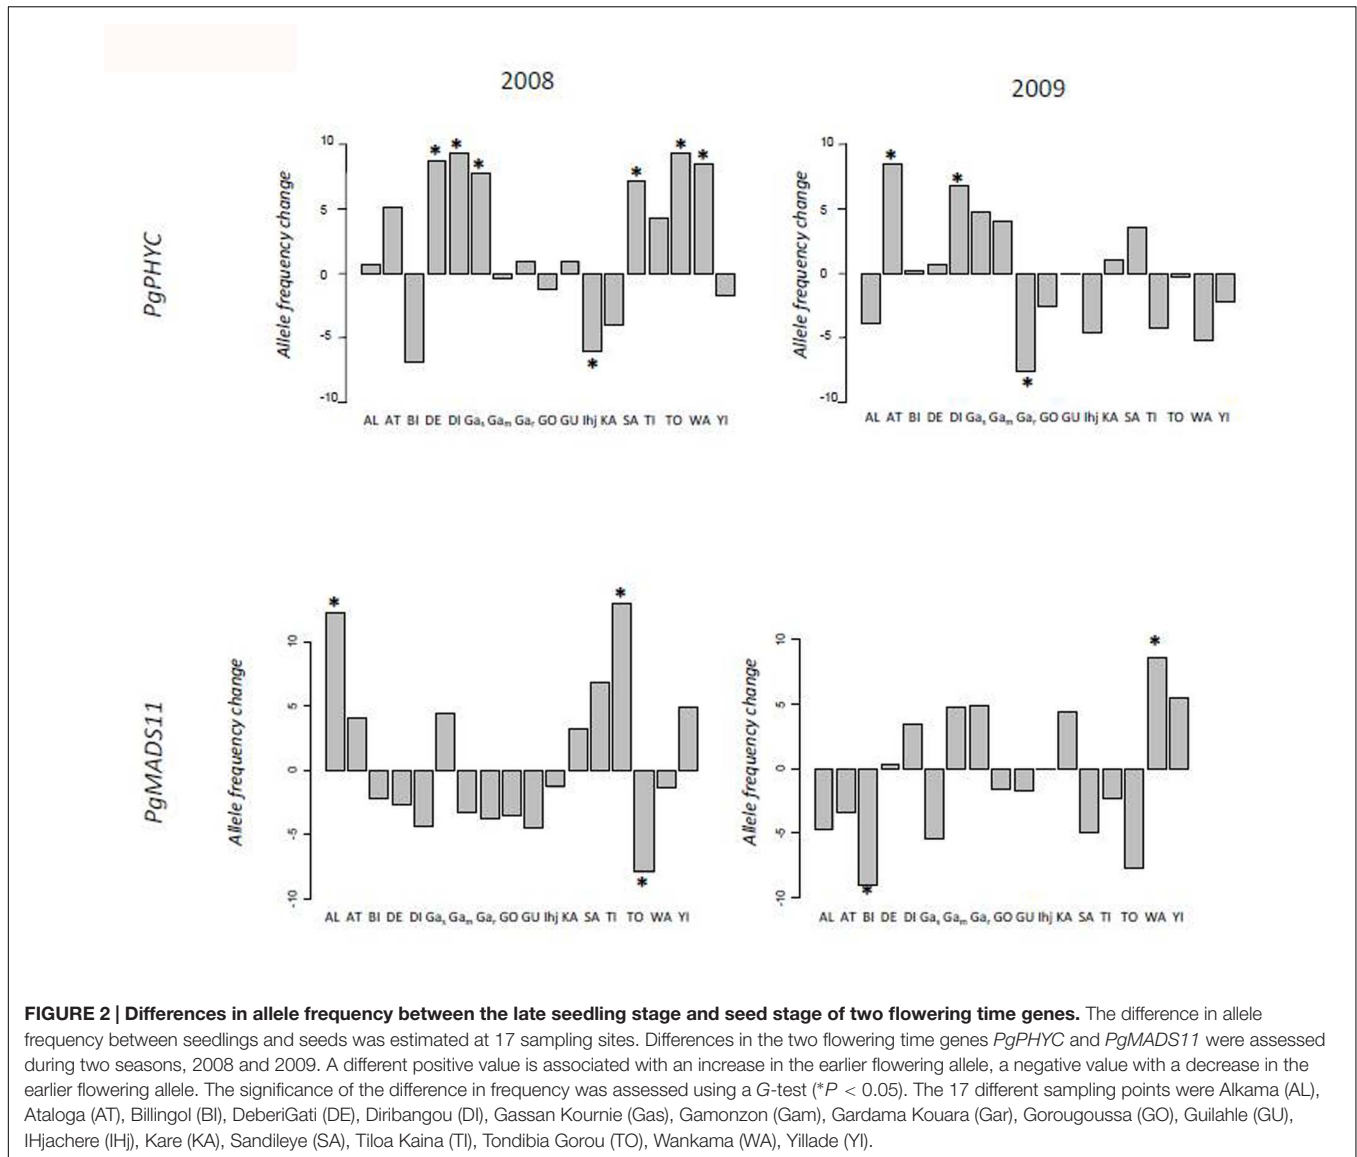 2008
2009
PgPHYC
Allele frequency change
10
5
0
-5
-10
* * * * * * * *
AL AT BI DE DI Gas Gam Gar GO GU Ihj KA SA TI TO WA YI
Allele frequency change
10
5
0
-5
-10
* * *
AL AT BI DE DI Gas Gam Gar GO GU Ihj KA SA TI TO WA YI
PgMADS11
Allele frequency change
10
5
0
-5
-10
* * *
AL AT BI DE DI Gas Gam Gar GO GU Ihj KA SA TI TO WA YI
Allele frequency change
10
5
0
-5
-10
* *
AL AT BI DE DI Gas Gam Gar GO GU Ihj KA SA TI TO WA YI
FIGURE 2 | Differences in allele frequency between the late seedling stage and seed stage of two flowering time genes. The difference in allele
frequency between seedlings and seeds was estimated at 17 sampling sites. Differences in the two flowering time genes PgPHYC and PgMADS11 were assessed
during two seasons, 2008 and 2009. A different positive value is associated with an increase in the earlier flowering allele, a negative value with a decrease in the
earlier flowering allele. The significance of the difference in frequency was assessed using a G-test (*P < 0.05). The 17 different sampling points were Alkama (AL),
Ataloga (AT), Billingol (BI), DeberiGati (DE), Diribangou (DI), Gassan Kournie (Gas), Gamonzon (Gam), Gardama Kouara (Gar), Gorougoussa (GO), Guilahle (GU),
IHjachere (IHj), Kare (KA), Sandileye (SA), Tiloa Kaina (TI), Tondibia Gorou (TO), Wankama (WA), Yillade (YI).